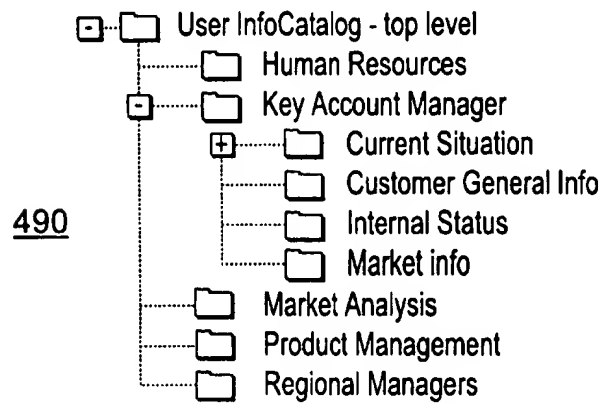 User InfoCatalog - top level
Human Resources
Key Account Manager
Current Situation
Customer General Info
490
Internal Status
Market info
Market Analysis
Product Management
Regional Managers